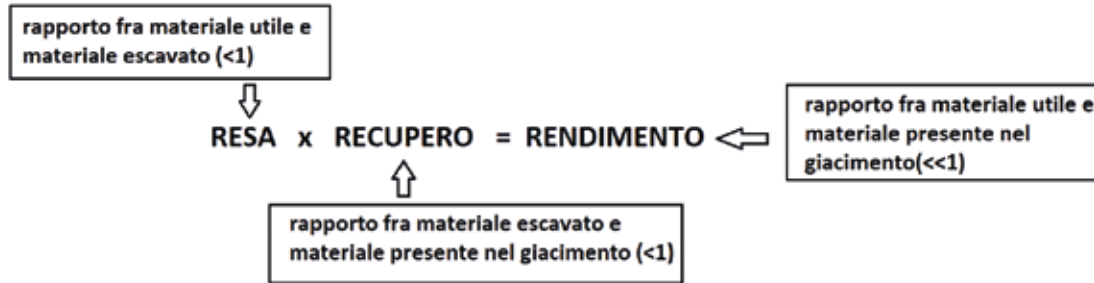 rapporto fra materiale utile e
materiale escavato (<1)
RESA x RECUPERO = RENDIMENTO
rapporto fra materiale utile e
materiale presente nel
giacimento(<<1)
rapporto fra materiale escavato e
materiale presente nel giacimento (<1)